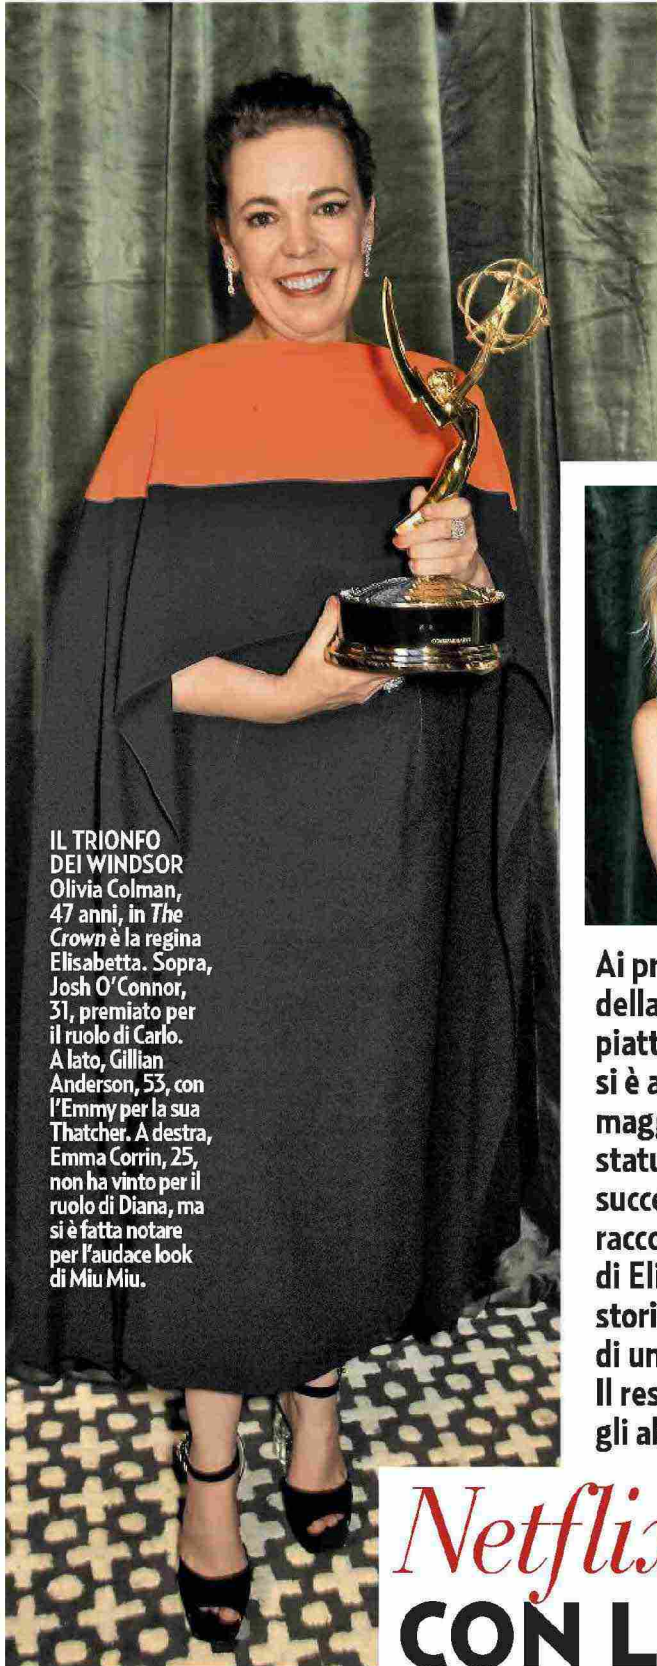 IL TRIONFO
DEI WINDSOR
Olivia Colman,
47 anni, in The
Crown è la regina
Elisabetta. Sopra,
Josh O'Connor,
31, premiato per
il ruolo di Carlo.
A lato, Gillian
Anderson, 53, con
l'Emmy per la sua
Thatcher. A destra,
Emma Corrin, 25,
non ha vinto per il
ruolo di Diana, ma
si è fatta notare
per l'audace look
di Miu Miu.
Ai pr
della
piatt
si è a
magg
statu
succe
racco
di Eli
stori
di un
Il res
gli al
Netflix
CON L